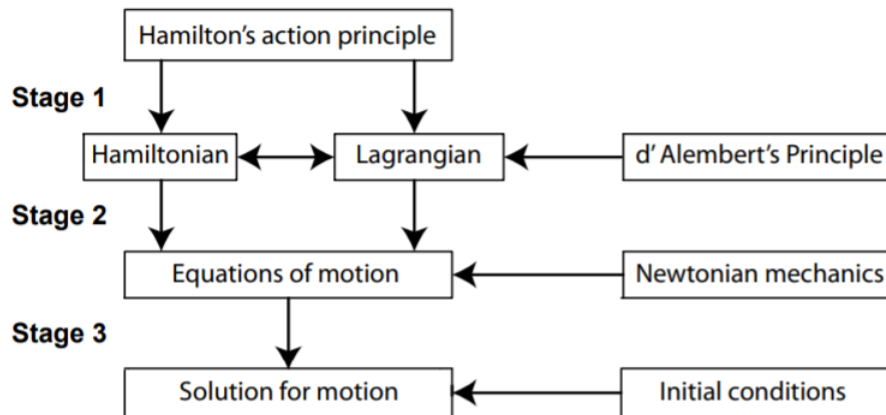 Hamilton's action principle
Stage 1
Hamiltonian
Lagrangian
d' Alembert's Principle
Stage 2
Equations of motion
Newtonian mechanics
Stage 3
Solution for motion
Initial conditions